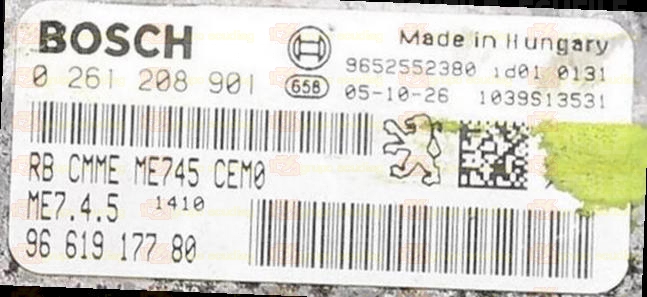 BOSCH
Made in Hungary
9652552380 1d01 0131
0 261 208 901
658
05-10-26 1039S13531
RB CMME ME745 CEM0
ME7.4.5 1410
96 619 177 80